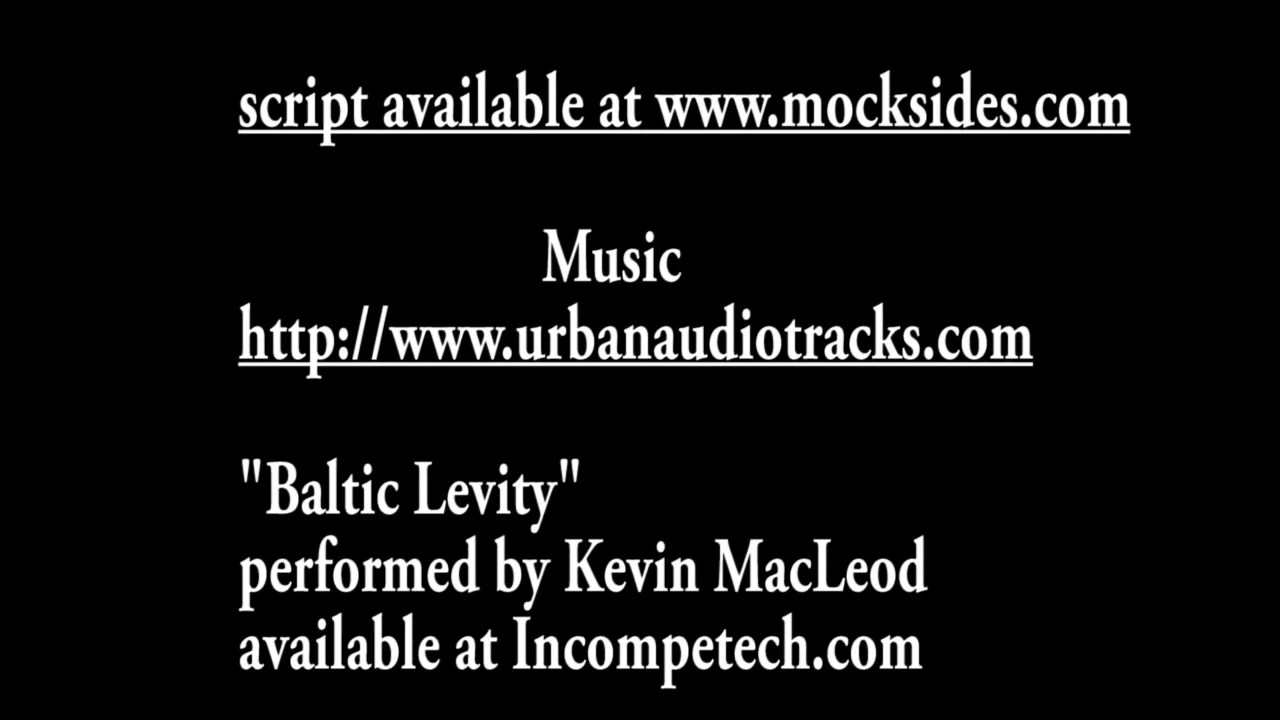 script available at www.mocksides.com
Music
http://www.urbanaudiotracks.com
"Baltic Levity"
performed by Kevin MacLeod
available at Incompetech.com